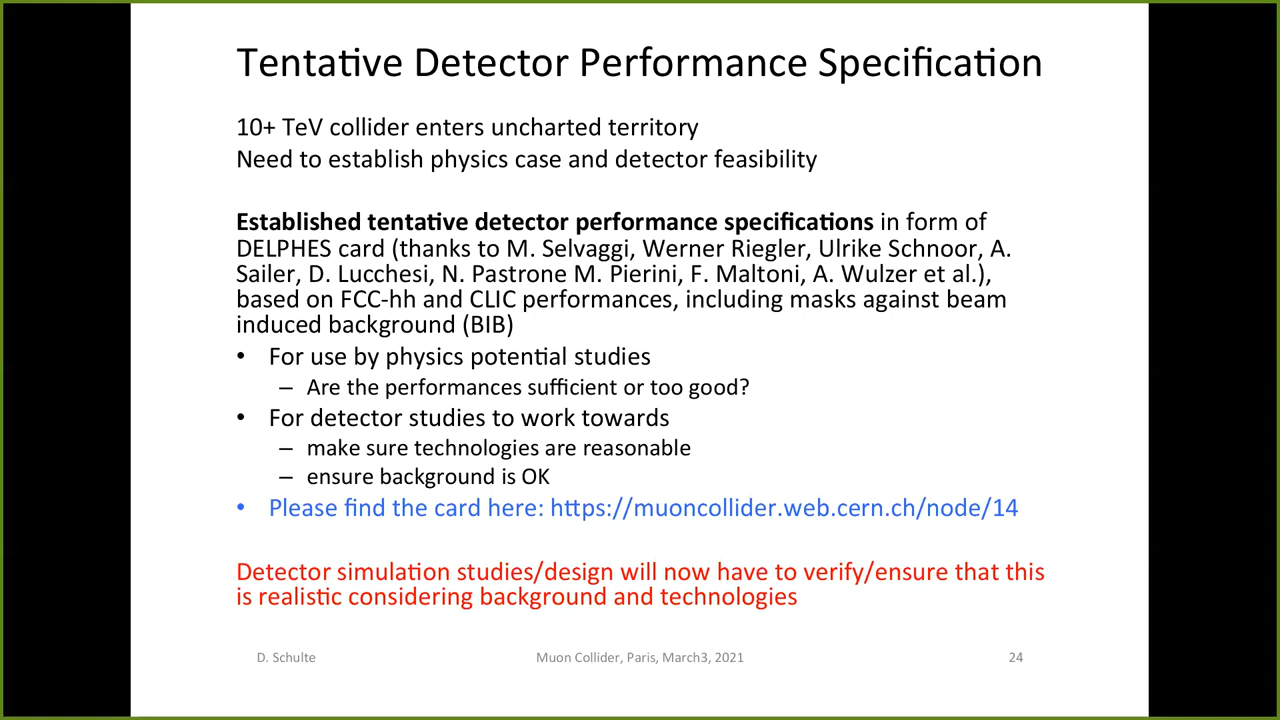 Tentative Detector Performance Specification
10+ TeV collider enters uncharted territory
Need to establish physics case and detector feasibility
Established tentative detector performance specifications in form of
DELPHES card (thanks to M. Selvaggi, Werner Riegler, Ulrike Schnoor, A.
Sailer, D. Lucchesi, N. Pastrone M. Pierini, F. Maltoni, A. Wulzer et al.),
based on FCC-hh and CLIC performances, including masks against beam
induced background (BIB)
• For use by physics potential studies
– Are the performances sufficient or too good?
• For detector studies to work towards
– make sure technologies are reasonable
– ensure background is OK
• Please find the card here: https://muoncollider.web.cern.ch/node/14
Detector simulation studies/design will now have to verify/ensure that this
is realistic considering background and technologies
D. Schulte
Muon Collider, Paris, March3, 2021
24